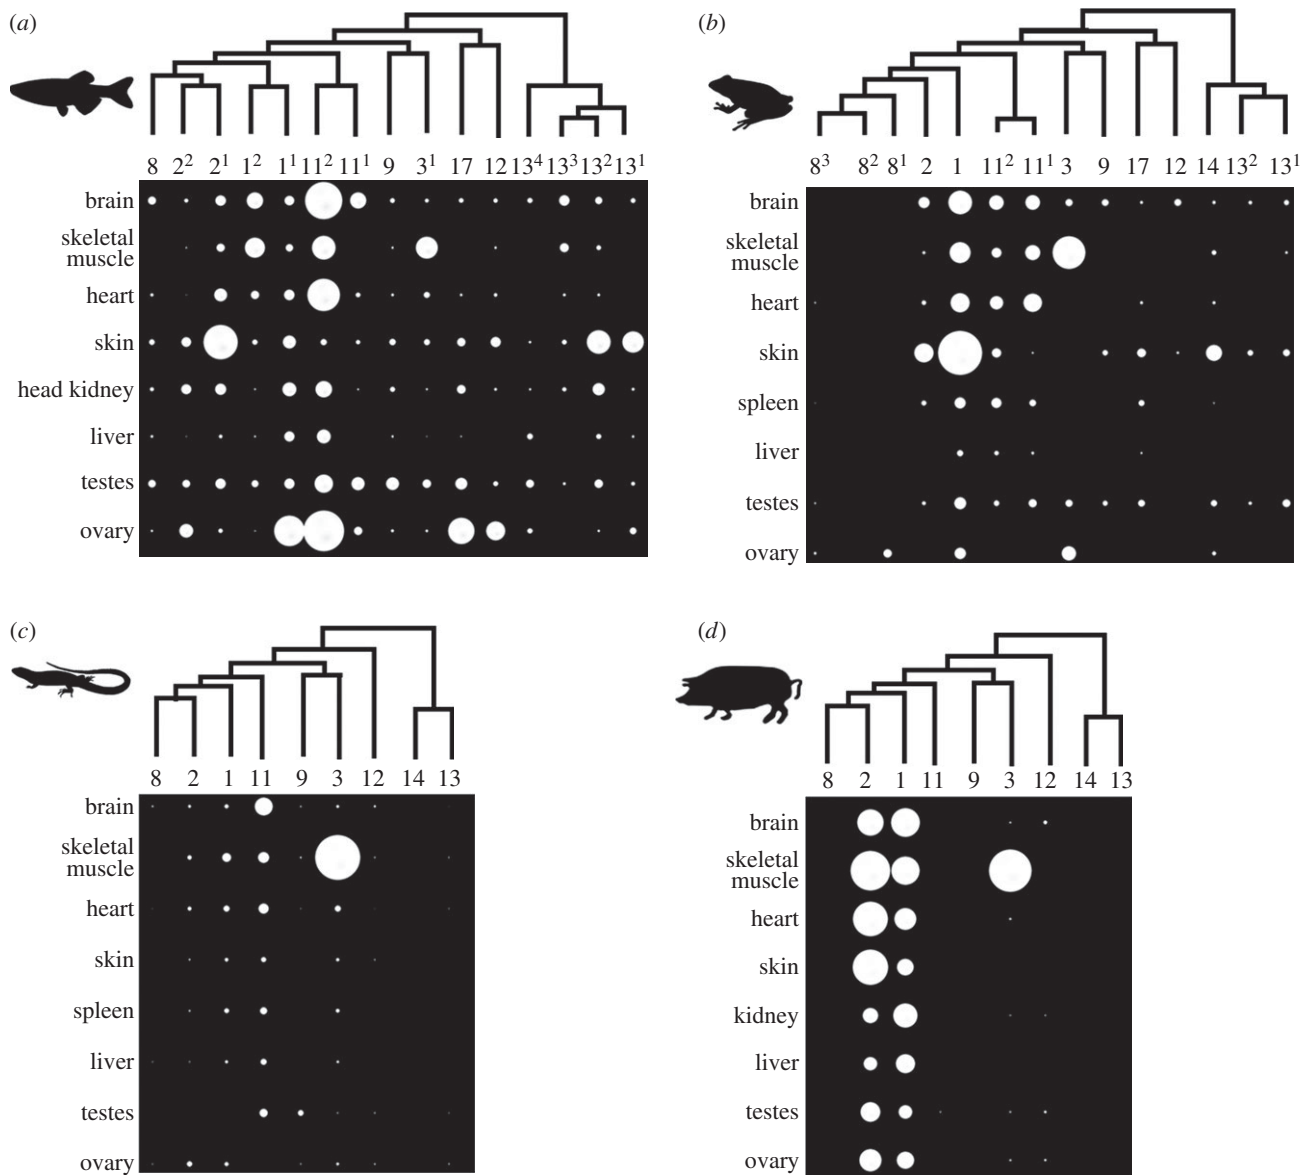 (a)
8 2² 2¹ 1² 1¹ 11² 11¹ 9 3¹ 17 12 13⁴ 13³ 13² 13¹
brain
skeletal
muscle
heart
skin
head kidney
liver
testes
ovary
(b)
8³ 8² 8¹ 2 1 11² 11¹ 3 9 17 12 14 13² 13¹
brain
skeletal
muscle
heart
skin
spleen
liver
testes
ovary
(c)
8 2 1 11 9 3 12 14 13
brain
skeletal
muscle
heart
skin
spleen
liver
testes
ovary
(d)
8 2 1 11 9 3 12 14 13
brain
skeletal
muscle
heart
skin
kidney
liver
testes
ovary